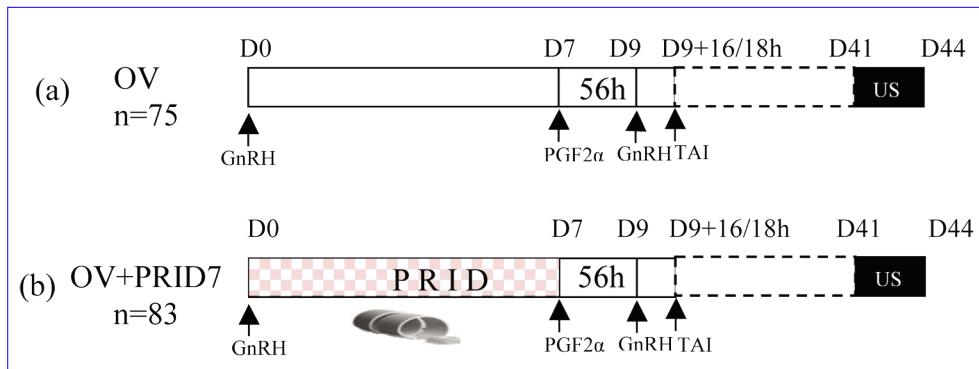 D0 D7 D9 D9+16/18h D41 D44
(a) OV 56h US
n=75
GnRH PGF2α GnRH TAI
D0 D7 D9 D9+16/18h D41 D44
(b) OV+PRID7 PRID 56h US
n=83
GnRH PGF2α GnRH TAI